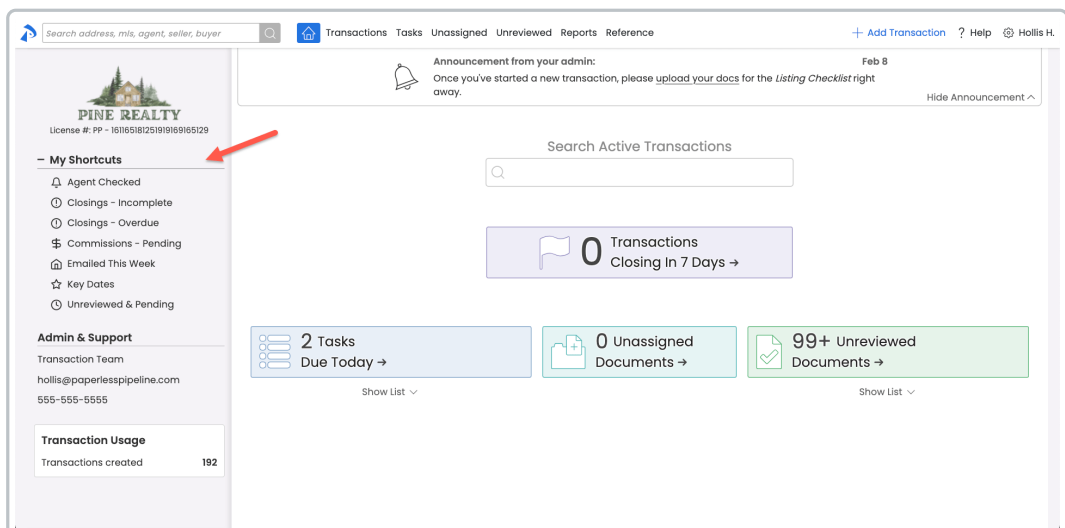 Search address, mls, agent, seller, buyer
Transactions Tasks Unassigned Unreviewed Reports Reference
+ Add Transaction ? Help Hollis H.
PINE REALTY
License #: PP - 161165181251919169165129
– My Shortcuts
Agent Checked
Closings - Incomplete
Closings - Overdue
Commissions - Pending
Emailed This Week
Key Dates
Unreviewed & Pending
Admin & Support
Transaction Team
hollis@paperlesspipeline.com
555-555-5555
Transaction Usage
Transactions created 192
Announcement from your admin: Feb 8
Once you've started a new transaction, please upload your docs for the Listing Checklist right
away.
Hide Announcement
Search Active Transactions
0 Transactions
Closing In 7 Days →
2 Tasks
Due Today →
Show List
0 Unassigned
Documents →
99+ Unreviewed
Documents →
Show List